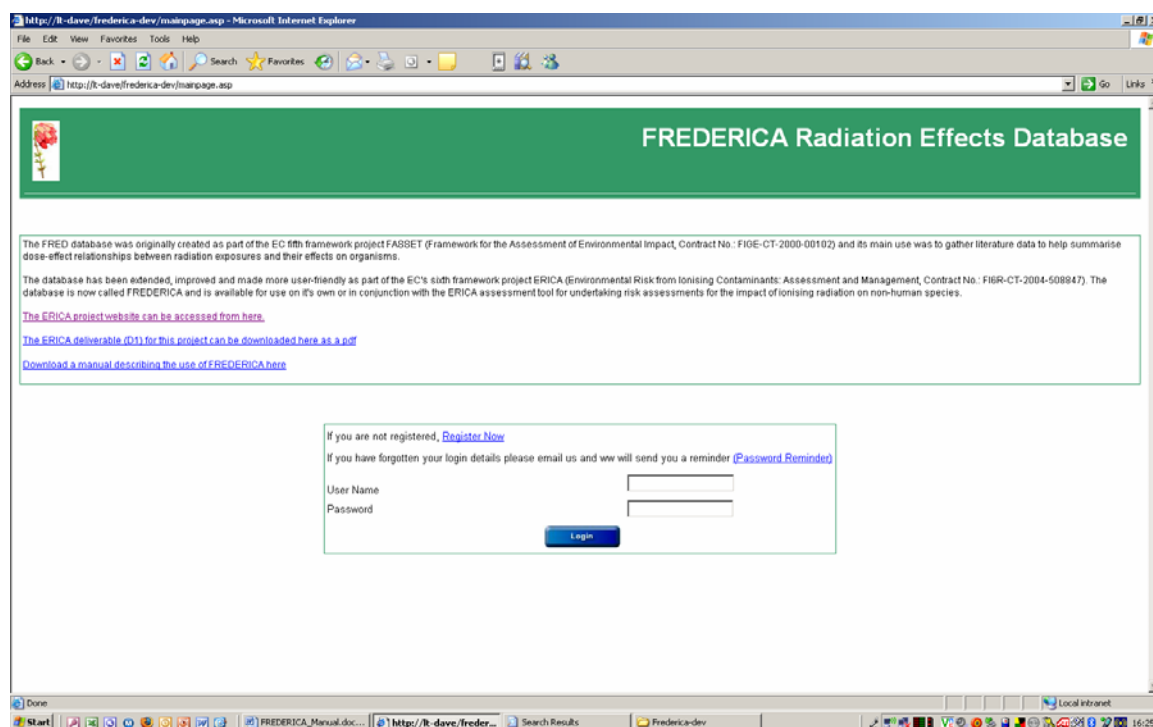 http://lt-dave/frederica-dev/mainpage.asp - Microsoft Internet Explorer
File Edit View Favorites Tools Help
Back Search Favorites
Address http://lt-dave/frederica-dev/mainpage.asp Go Links
FREDERICA Radiation Effects Database
The FRED database was originally created as part of the EC fifth framework project FASSET (Framework for the Assessment of Environmental Impact, Contract No.: FIGE-CT-2000-00102) and its main use was to gather literature data to help summarise
dose-effect relationships between radiation exposures and their effects on organisms.
The database has been extended, improved and made more user-friendly as part of the EC's sixth framework project ERICA (Environmental Risk from Ionising Contaminants: Assessment and Management, Contract No.: FI6R-CT-2004-508847). The
database is now called FREDERICA and is available for use on it's own or in conjunction with the ERICA assessment tool for undertaking risk assessments for the impact of ionising radiation on non-human species.
The ERICA project website can be accessed from here.
The ERICA deliverable (D1) for this project can be downloaded here as a pdf
Download a manual describing the use of FREDERICA here
If you are not registered, Register Now
If you have forgotten your login details please email us and ww will send you a reminder (Password Reminder)
User Name
Password
Login
Done Local intranet
Start FREDERICA_Manual.doc... http://lt-dave/freder... Search Results Frederica-dev